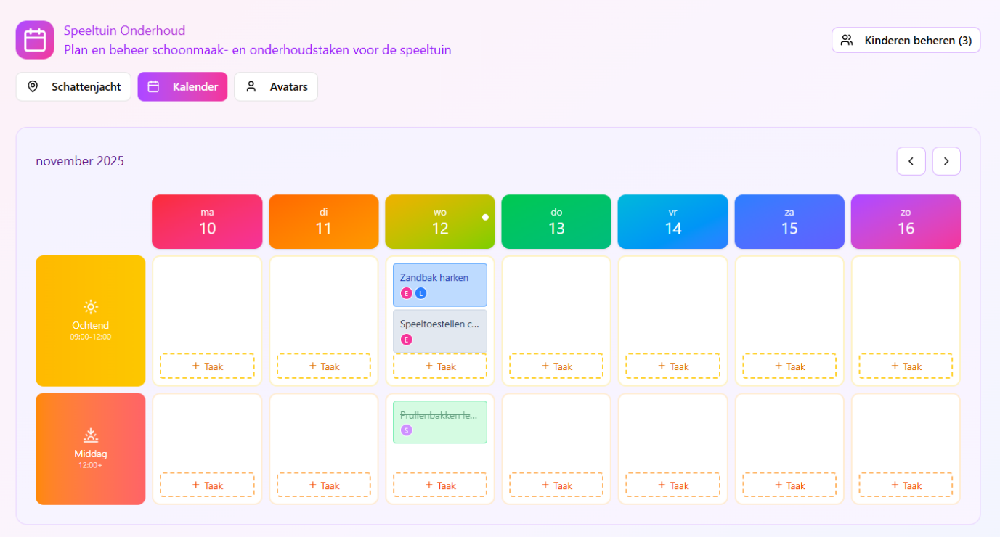 Speeltuin Onderhoud
Plan en beheer schoonmaak- en onderhoudstaken voor de speeltuin
Kinderen beheren (3)
Schattenjacht
Kalender
Avatars
november 2025
ma
10
di
11
wo
12
do
13
vr
14
za
15
zo
16
Ochtend
09:00-12:00
Zandbak harken
E L
Speeltoestellen c...
E
+ Taak
+ Taak
+ Taak
+ Taak
+ Taak
+ Taak
+ Taak
Middag
12:00+
Prullenbakken le...
S
+ Taak
+ Taak
+ Taak
+ Taak
+ Taak
+ Taak
+ Taak